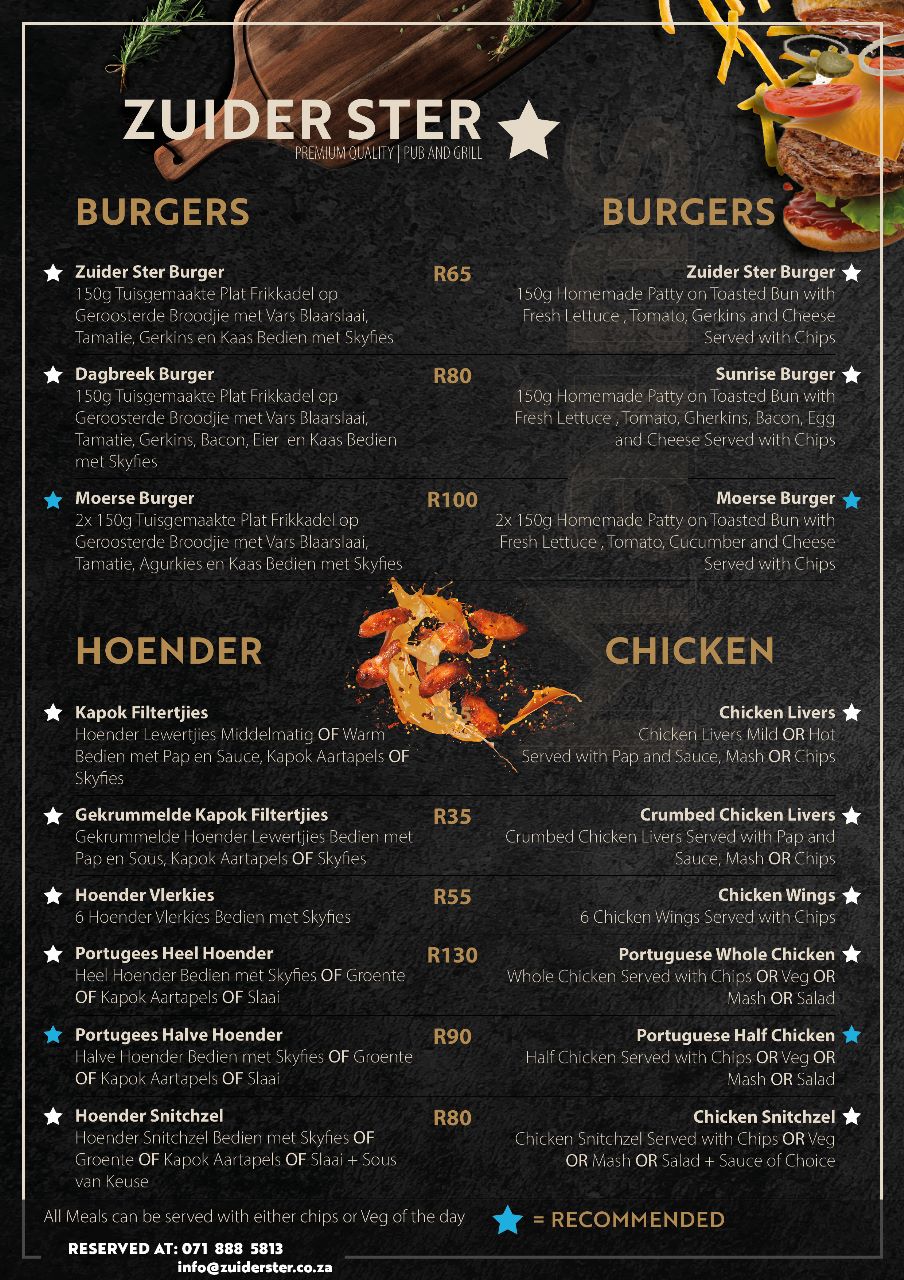 ZUIDER STER
PREMIUM QUALITY | PUB AND GRILL
BURGERS
BURGERS
Zuider Ster Burger
150g Tuisgemaakte Plat Frikkadel op
Geroosterde Broodjie met Vars Blaarslaai,
Tamatie, Gerkins en Kaas Bedien met Skyfies
R65
Zuider Ster Burger
150g Homemade Patty on Toasted Bun with
Fresh Lettuce , Tomato, Gerkins and Cheese
Served with Chips
Dagbreek Burger
150g Tuisgemaakte Plat Frikkadel op
Geroosterde Broodjie met Vars Blaarslaai,
Tamatie, Gerkins, Bacon, Eier en Kaas Bedien
met Skyfies
R80
Sunrise Burger
150g Homemade Patty on Toasted Bun with
Fresh Lettuce , Tomato, Gherkins, Bacon, Egg
and Cheese Served with Chips
Moerse Burger
2x 150g Tuisgemaakte Plat Frikkadel op
Geroosterde Broodjie met Vars Blaarslaai,
Tamatie, Agurkies en Kaas Bedien met Skyfies
R100
Moerse Burger
2x 150g Homemade Patty on Toasted Bun with
Fresh Lettuce , Tomato, Cucumber and Cheese
Served with Chips
HOENDER
CHICKEN
Kapok Filtertjies
Hoender Lewertjies Middelmatig OF Warm
Bedien met Pap en Sauce, Kapok Aartapels OF
Skyfies
R35
Chicken Livers
Chicken Livers Mild OR Hot
Served with Pap and Sauce, Mash OR Chips
Gekrummelde Kapok Filtertjies
Gekrummelde Hoender Lewertjies Bedien met
Pap en Sous, Kapok Aartapels OF Skyfies
R35
Crumbed Chicken Livers
Crumbed Chicken Livers Served with Pap and
Sauce, Mash OR Chips
Hoender Vlerkies
6 Hoender Vlerkies Bedien met Skyfies
R55
Chicken Wings
6 Chicken Wings Served with Chips
Portugees Heel Hoender
Heel Hoender Bedien met Skyfies OF Groente
OF Kapok Aartapels OF Slaai
R130
Portuguese Whole Chicken
Whole Chicken Served with Chips OR Veg OR
Mash OR Salad
Portugees Halve Hoender
Halve Hoender Bedien met Skyfies OF Groente
OF Kapok Aartapels OF Slaai
R90
Portuguese Half Chicken
Half Chicken Served with Chips OR Veg OR
Mash OR Salad
Hoender Snitchzel
Hoender Snitchzel Bedien met Skyfies OF
Groente OF Kapok Aartapels OF Slaai + Sous
van Keuse
R80
Chicken Snitchzel
Chicken Snitchzel Served with Chips OR Veg
OR Mash OR Salad + Sauce of Choice
All Meals can be served with either chips or Veg of the day
= RECOMMENDED
RESERVED AT: 071 888 5813
info@zuiderster.co.za